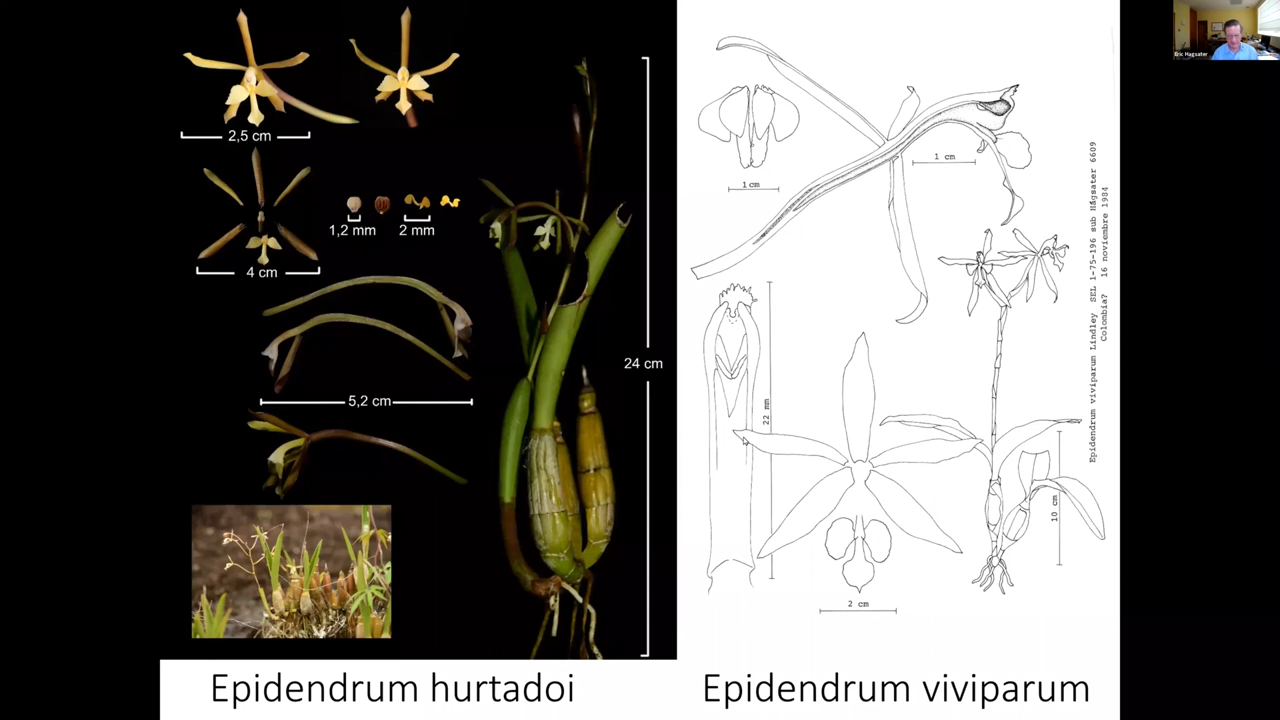 2,5 cm
1,2 mm
2 mm
4 cm
5,2 cm
24 cm
1 cm
1 cm
22 mm
2 cm
10 cm
Epidendrum viviparum Lindley SEL 1-75-196 sub Hágsater 6609
Colombia? 16 noviembre 1984
Eric Hagsater
Epidendrum hurtadoi
Epidendrum viviparum